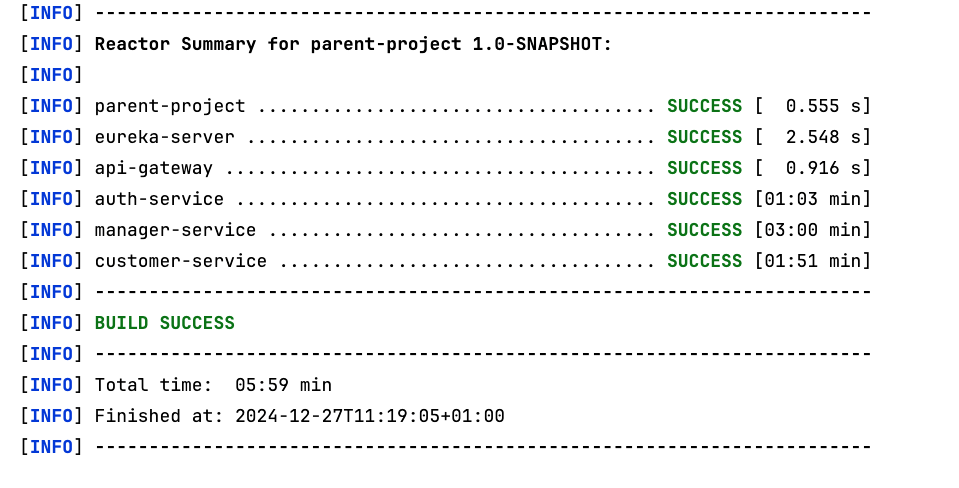 [INFO] ------------------------------------------------------------------------
[INFO] Reactor Summary for parent-project 1.0-SNAPSHOT:
[INFO]
[INFO] parent-project ..................................... SUCCESS [  0.555 s]
[INFO] eureka-server ...................................... SUCCESS [  2.548 s]
[INFO] api-gateway ........................................ SUCCESS [  0.916 s]
[INFO] auth-service ....................................... SUCCESS [01:03 min]
[INFO] manager-service .................................... SUCCESS [03:00 min]
[INFO] customer-service ................................... SUCCESS [01:51 min]
[INFO] ------------------------------------------------------------------------
[INFO] BUILD SUCCESS
[INFO] ------------------------------------------------------------------------
[INFO] Total time:  05:59 min
[INFO] Finished at: 2024-12-27T11:19:05+01:00
[INFO] ------------------------------------------------------------------------